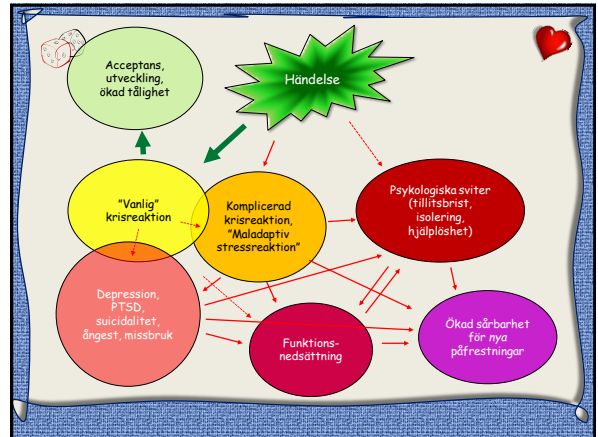 Acceptans,
utveckling,
ökad tålighet
Händelse
"Vanlig"
krisreaktion
Komplicerad
krisreaktion,
"Maladaptiv
stressreaktion"
Psykologiska sviter
(tillitsbrist,
isolering,
hjälplöshet)
Depression,
PTSD,
suicidalitet,
ångest, missbruk
Funktions-
nedsättning
Ökad sårbarhet
för nya
påfrestningar